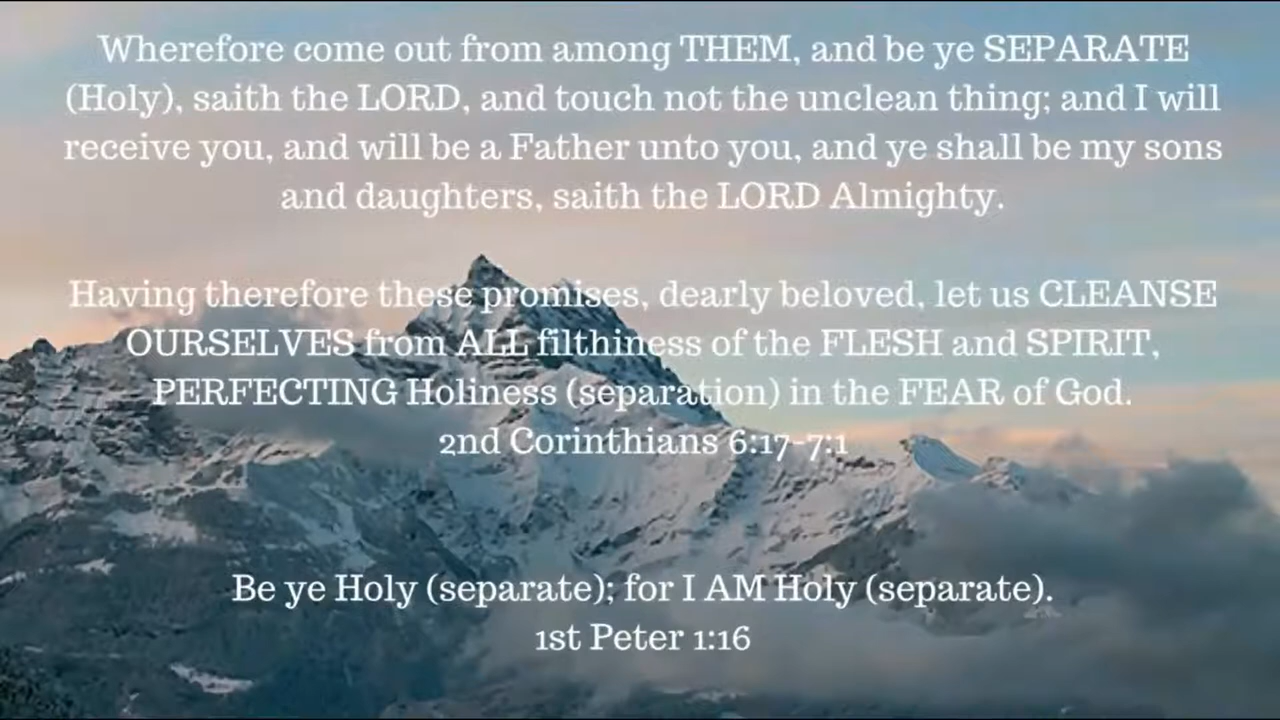 Wherefore come out from among THEM, and be ye SEPARATE
(Holy), saith the LORD, and touch not the unclean thing; and I will
receive you, and will be a Father unto you, and ye shall be my sons
and daughters, saith the LORD Almighty.
Having therefore these promises, dearly beloved, let us CLEANSE
OURSELVES from ALL filthiness of the FLESH and SPIRIT,
PERFECTING Holiness (separation) in the FEAR of God.
2nd Corinthians 6:17-7:1
Be ye Holy (separate); for I AM Holy (separate).
1st Peter 1:16